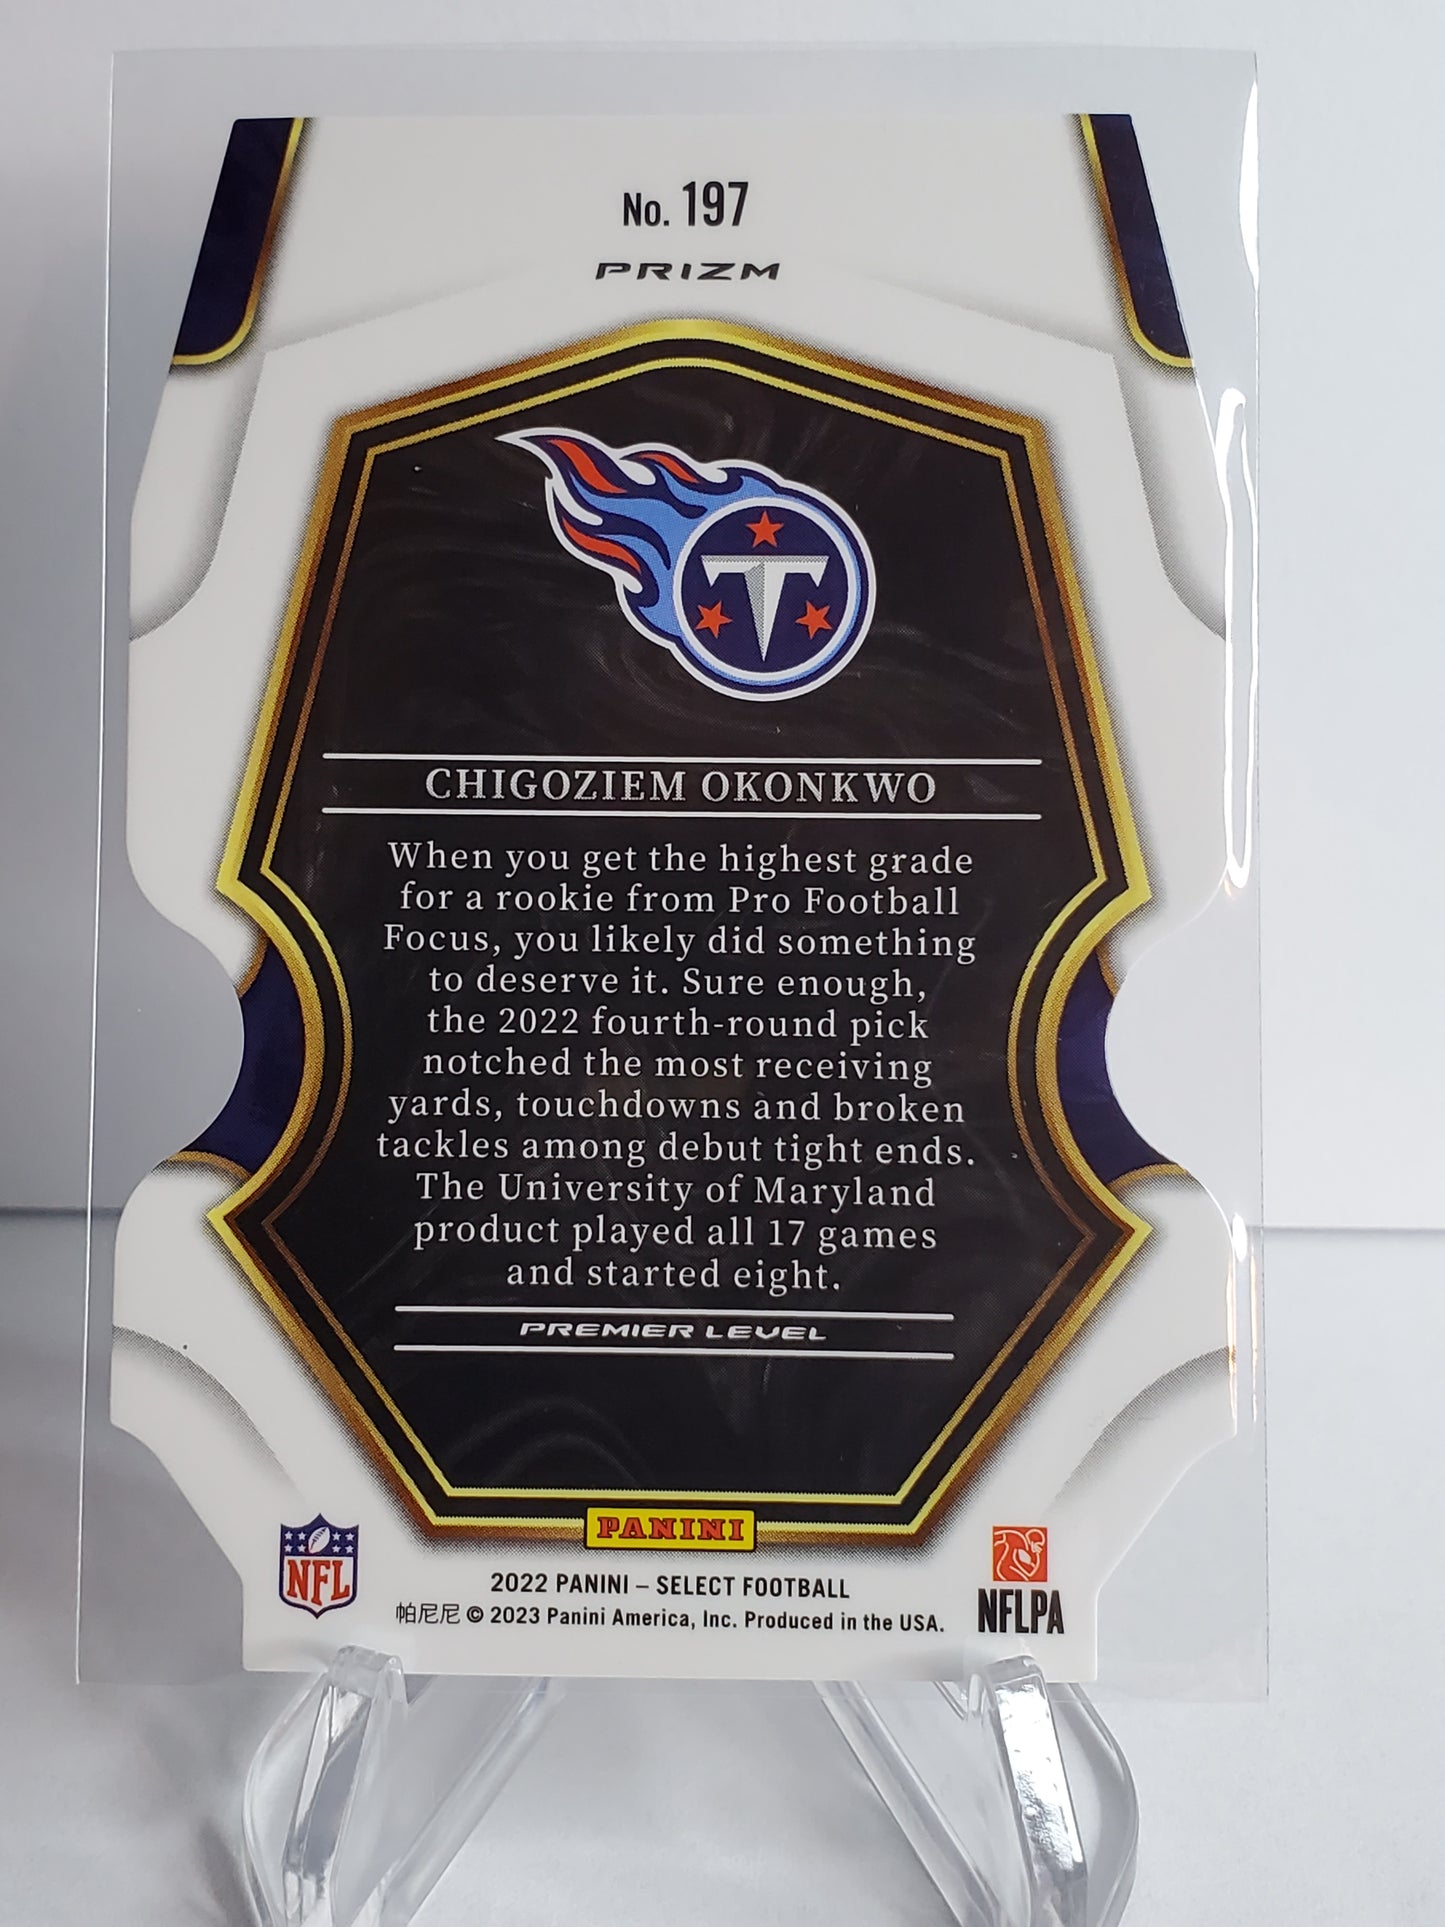 No. 197
PRIZM
T
CHIGOZIEM OKONKWO
When you get the highest grade
for a rookie from Pro Football
Focus, you likely did something
to deserve it. Sure enough,
the 2022 fourth-round pick
notched the most receiving
yards, touchdowns and broken
tackles among debut tight ends.
The University of Maryland
product played all 17 games
and started eight.
PREMIER LEVEL
PANINI
NFL
2022 PANINI – SELECT FOOTBALL
帕尼尼 © 2023 Panini America, Inc. Produced in the USA.
NFLPA